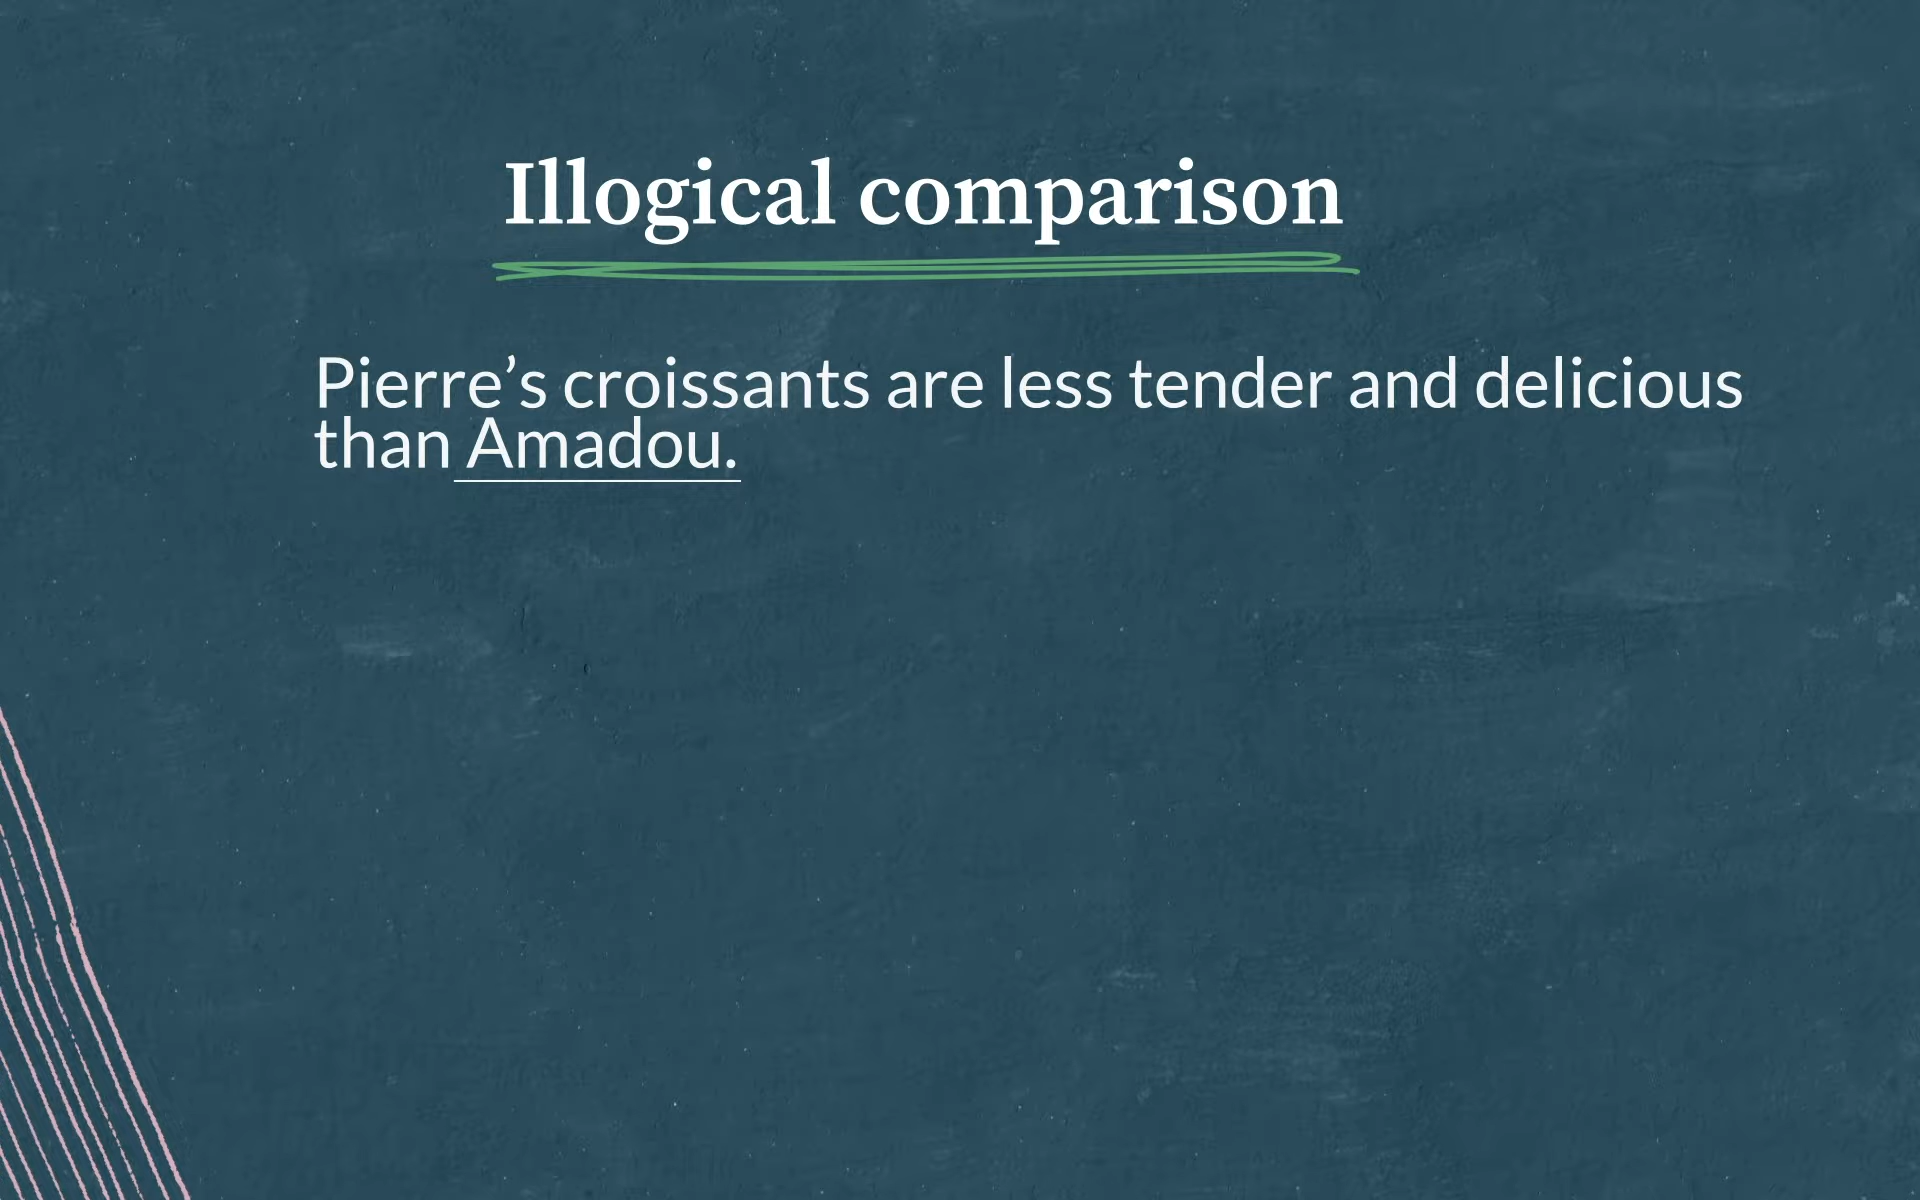 Illogical comparison
Pierre’s croissants are less tender and delicious
than Amadou.